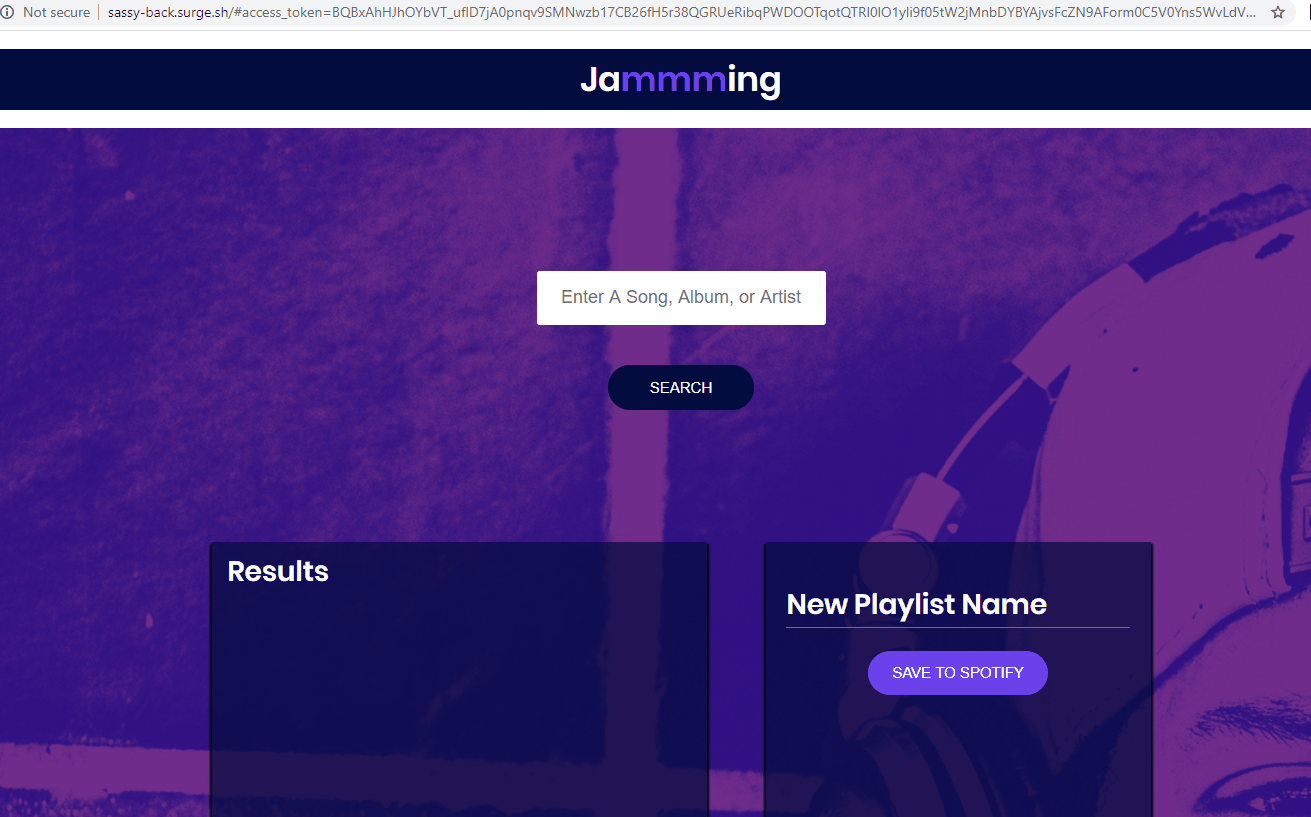 Not secure | sassy-back.surge.sh/#access_token=BQBxAhHJhOYbVT_uflD7jA0pnqv9SMNwzb17CB26fH5r38QGRUeRibqPWDOOTqotQTRI0IO1yIi9f05tW2jMnbDYBYAjvsFcZN9AForm0C5V0Yns5WvLdV...
Jammming
Enter A Song, Album, or Artist
SEARCH
Results
New Playlist Name
SAVE TO SPOTIFY